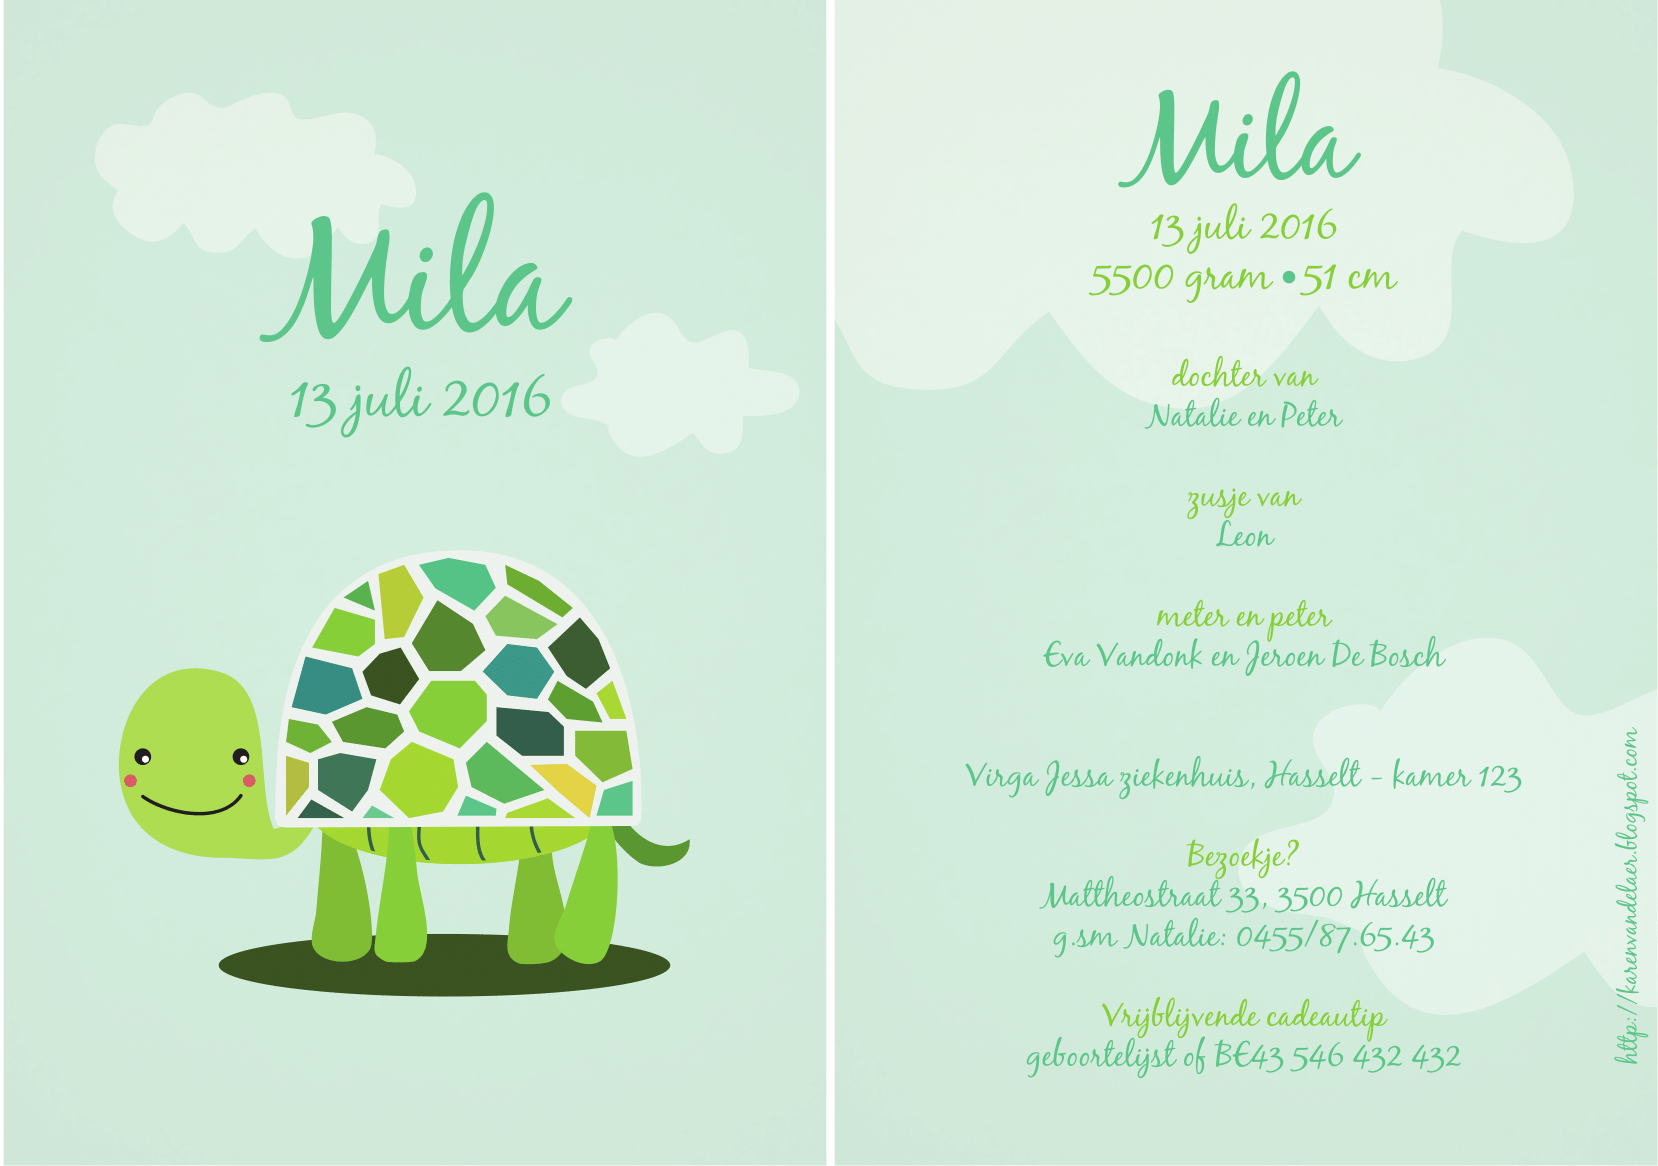 Mila
13 juli 2016
Mila
13 juli 2016
5500 gram • 51 cm
dochter van
Natalie en Peter
zusje van
Leon
meter en peter
Eva Vandonk en Jeroen De Bosch
Virga Jessa ziekenhuis, Hasselt - kamer 123
Bezoekje?
Mattheostraat 33, 3500 Hasselt
g.sm Natalie: 0455/87.65.43
Vrijblijvende cadeautip
geboortelijst of BE43 546 432 432
http://karenvandelaer.blogspot.com